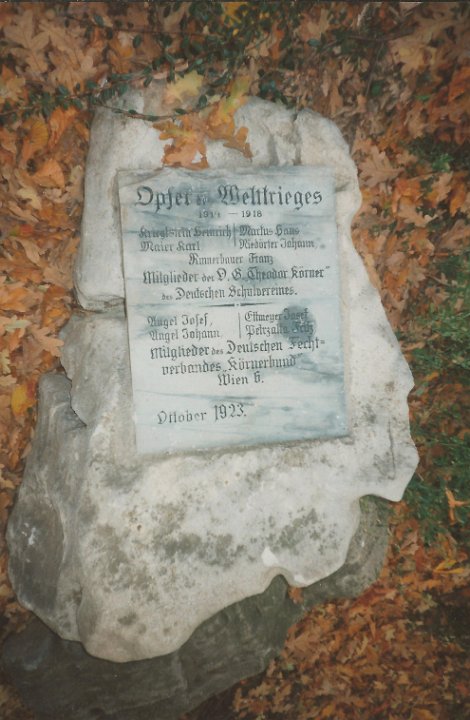 Opfer des Weltkrieges
1914 — 1918
Krieglstein Heinrich Markus Hans
Maier Karl Riedörfer Johann
Rinnerbauer Franz
Mitglieder der D. G. "Theodor Körner"
des Deutschen Schulvereines.
Angel Josef Ettmeyer Josef
Angel Johann Petrzalka Fritz
Mitglieder des Deutschen Fecht-
verbandes „Körnerbund"
Wien 6.
Oktober 1923.